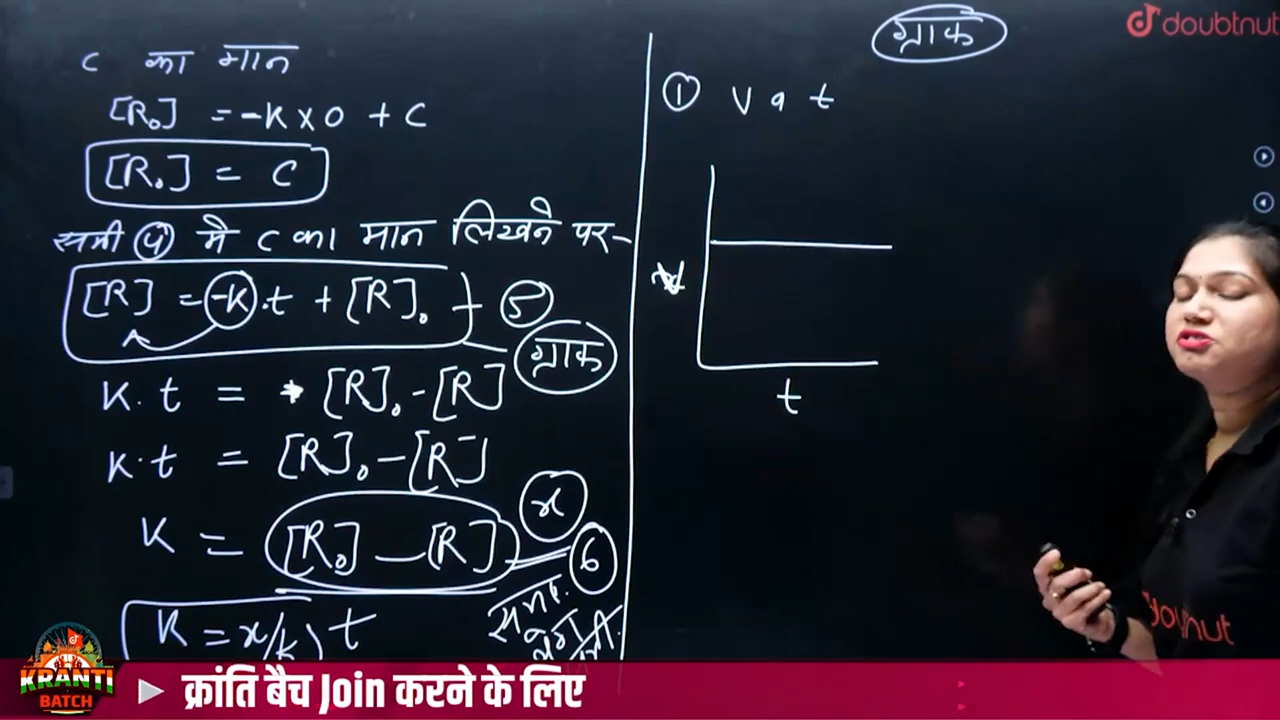 C का मान
[R₀] = -K × 0 + C
[R₀] = C
समी (4) मे C का मान लिखने पर-
[R] = -K.t + [R]₀ - (5)
ग्राफ
K.t = [R]₀ - [R]
K.t = [R]₀ - [R]
x
K = [R₀] - [R] (6)
t
K = x/
ग्राफ
① V a t
t
doubtnut
doubtnut
KRANTI
BATCH
क्रांति बैच Join करने के लिए